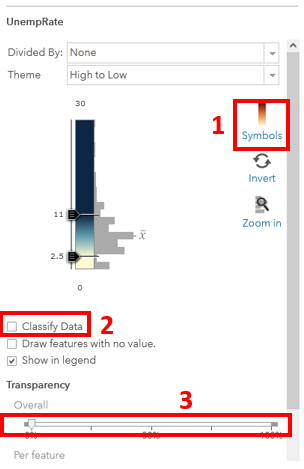 UnempRate
Divided By: None
Theme High to Low
30
1
Symbols
Invert
11
x̄
Zoom in
2.5
0
Classify Data 2
Draw features with no value.
Show in legend
Transparency
3
Overall
0% 50% 100%
Per feature